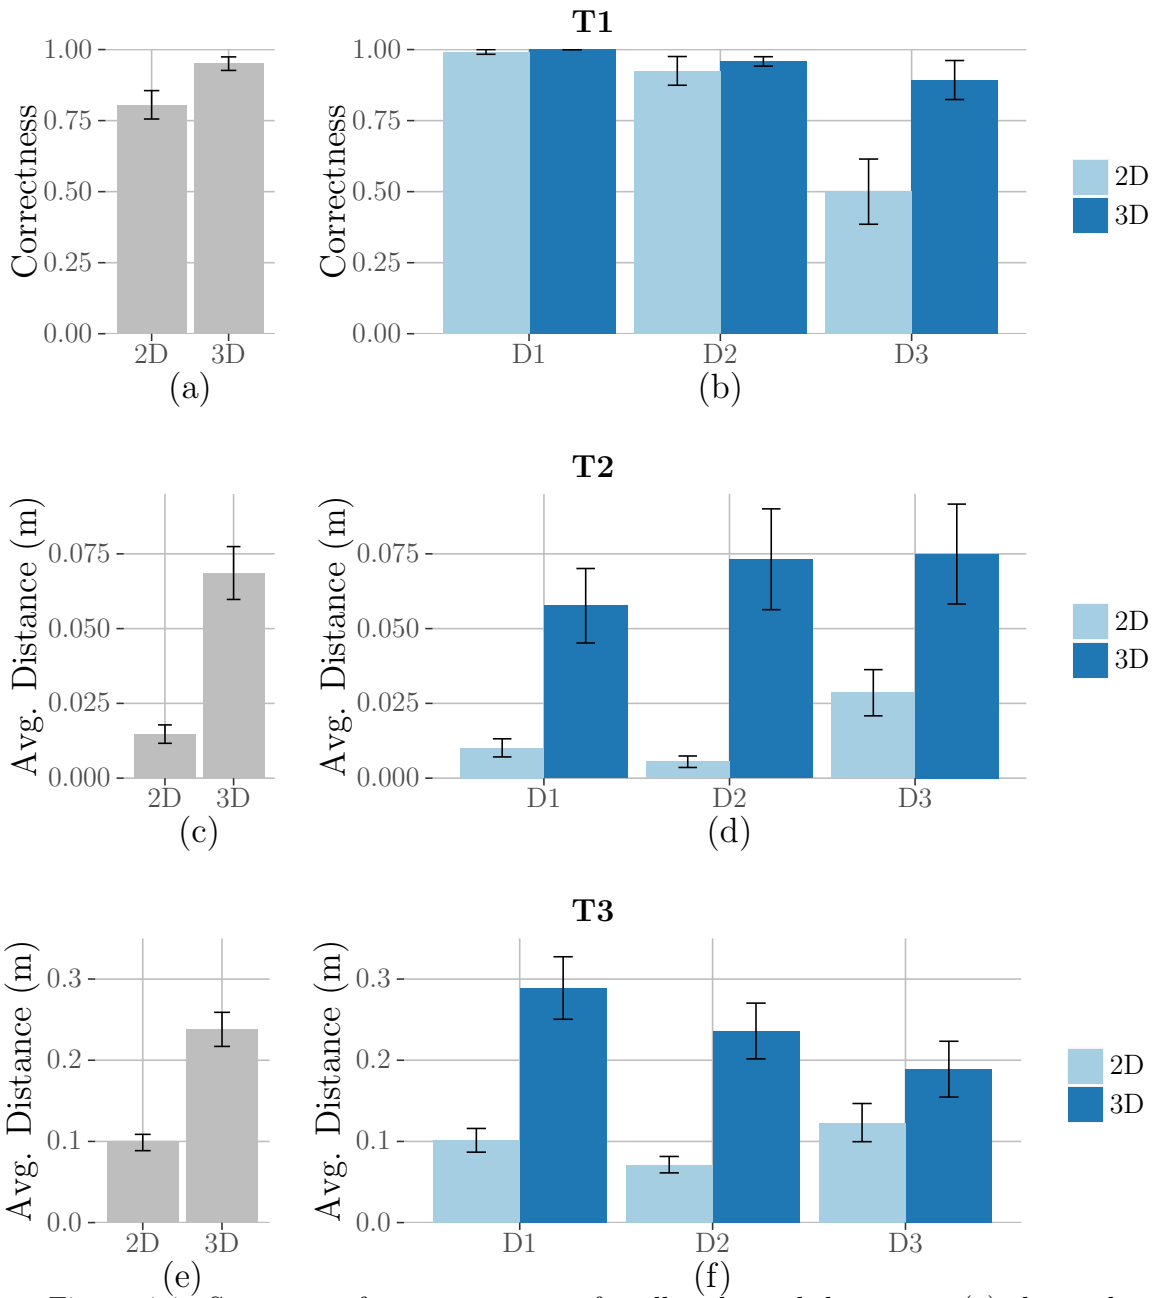 T1
Correctness
1.00
0.75
0.50
0.25
0.00
2D 3D
(a)
Correctness
1.00
0.75
0.50
0.25
0.00
D1 D2 D3
(b)
2D
3D
T2
Avg. Distance (m)
0.075
0.050
0.025
0.000
2D 3D
(c)
Avg. Distance (m)
0.075
0.050
0.025
0.000
D1 D2 D3
(d)
2D
3D
T3
Avg. Distance (m)
0.3
0.2
0.1
0.0
2D 3D
(e)
Avg. Distance (m)
0.3
0.2
0.1
0.0
D1 D2 D3
(f)
2D
3D